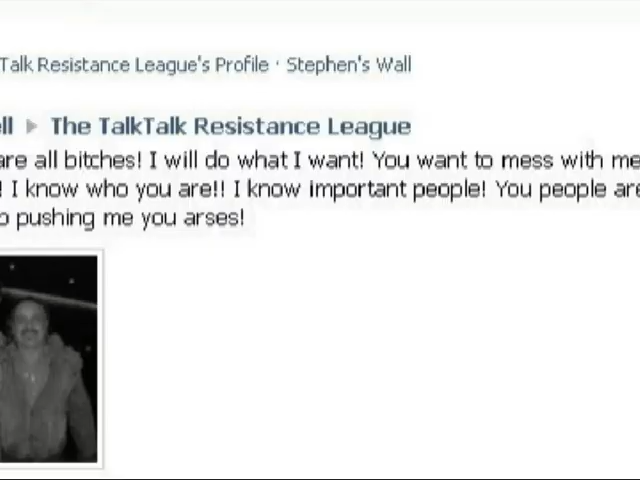 Talk Resistance League's Profile · Stephen's Wall
ll ▶ The TalkTalk Resistance League
are all bitches! I will do what I want! You want to mess with me
! I know who you are!! I know important people! You people are
o pushing me you arses!